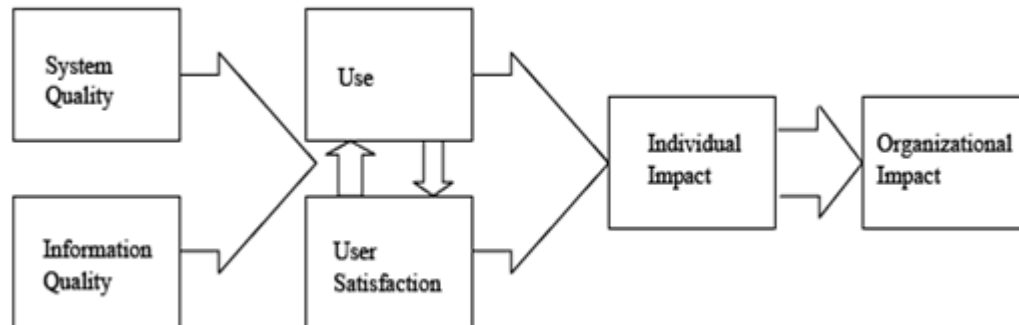 System
Quality
Use
Individual
Impact
Organizational
Impact
Information
Quality
User
Satisfaction